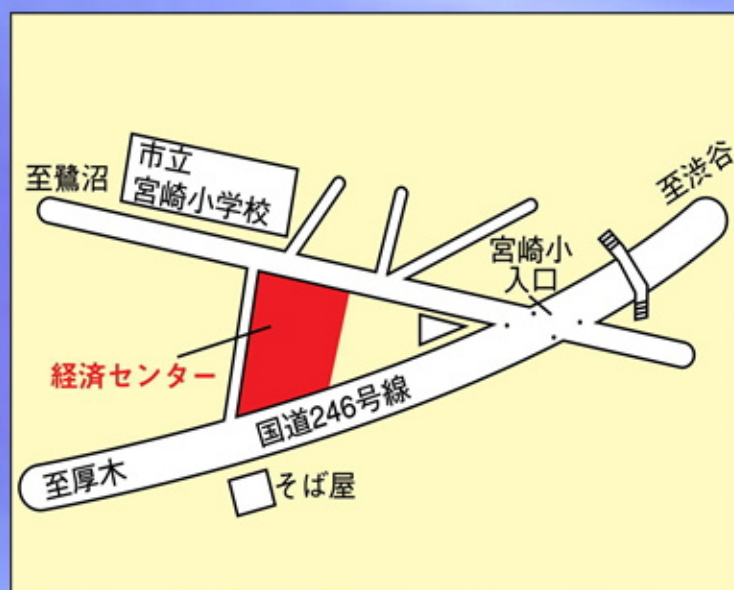 市立
宮崎小学校
至鷺沼
至渋谷
宮崎小
入口
経済センター
国道246号線
至厚木
そば屋